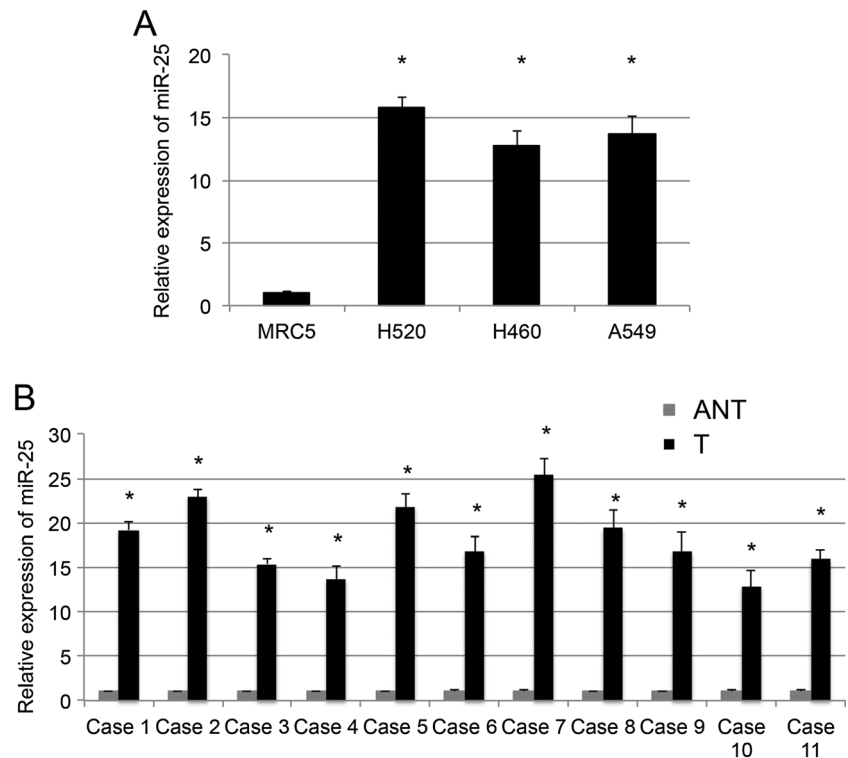 A
Relative expression of miR-25
20
15
10
5
0
* * *
MRC5 H520 H460 A549
B
ANT
T
Relative expression of miR-25
30
25
20
15
10
5
0
* * * * * * * * * * *
Case 1 Case 2 Case 3 Case 4 Case 5 Case 6 Case 7 Case 8 Case 9 Case Case
10 11